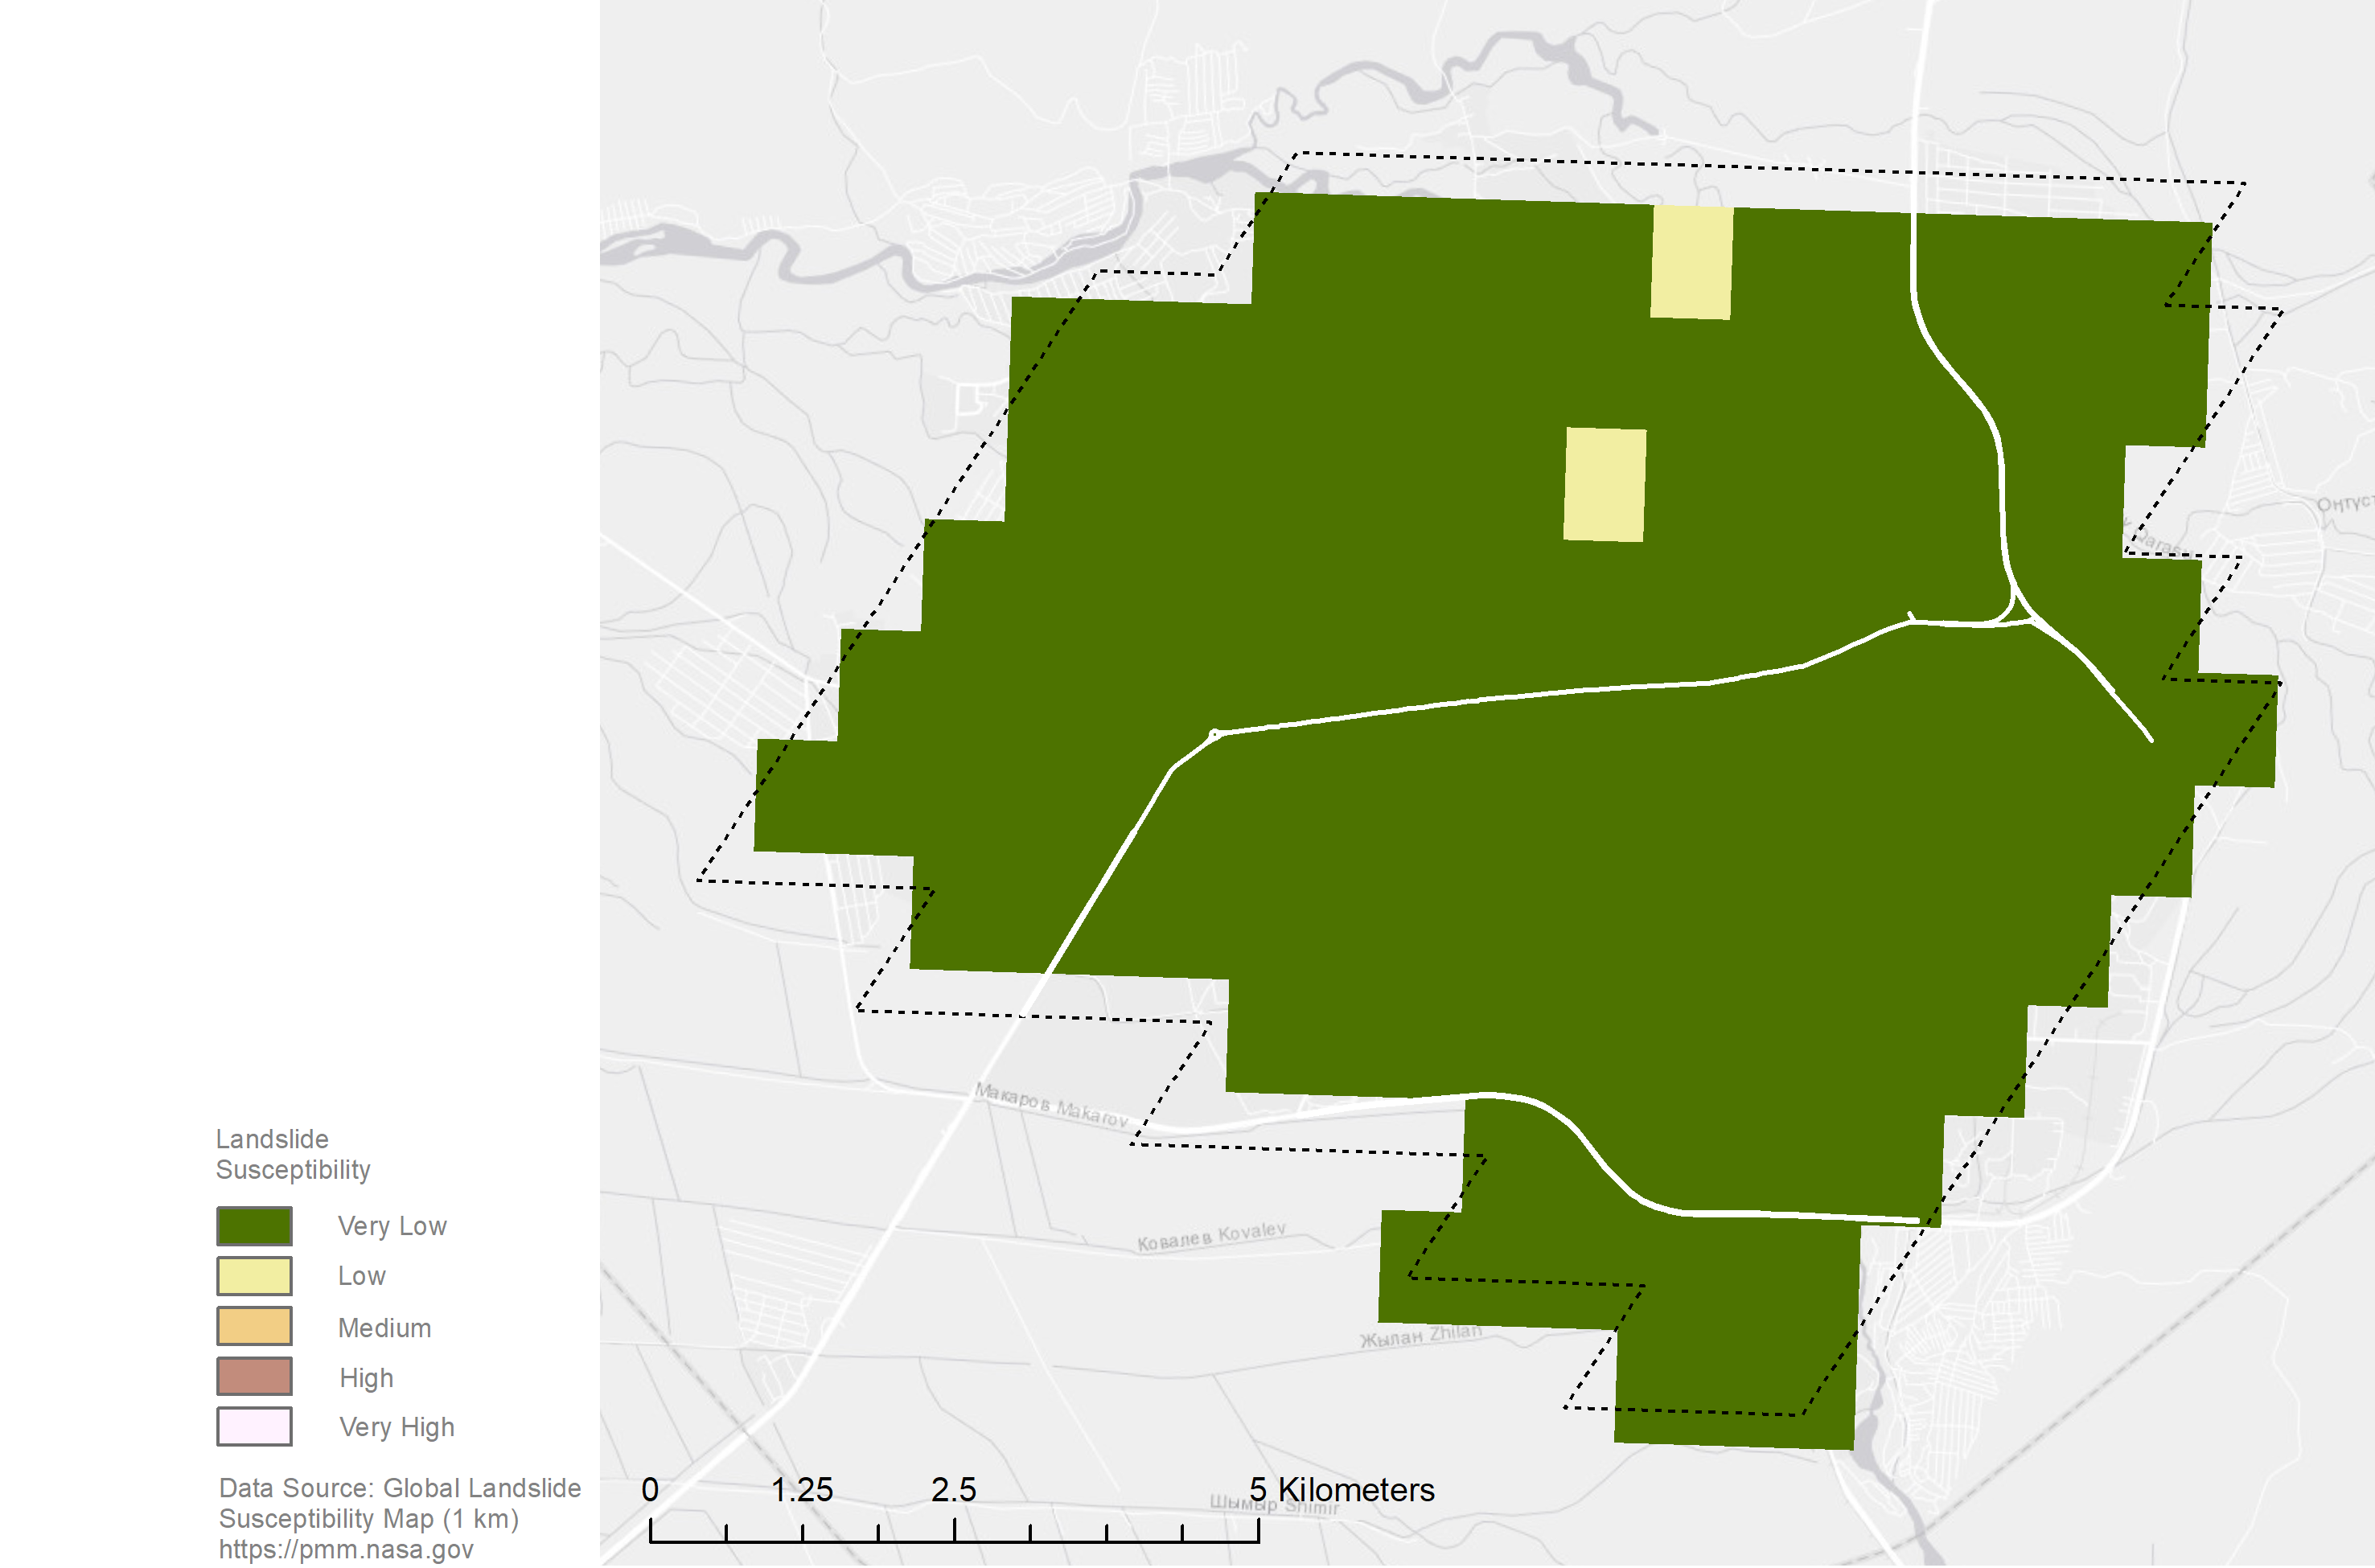 Оңтүст
Qarasu
Макаров Makarov
Ковалев Kovalev
Жылан Zhilan
Шымыр Shimir
Landslide
Susceptibility
Very Low
Low
Medium
High
Very High
Data Source: Global Landslide
Susceptibility Map (1 km)
https://pmm.nasa.gov
0 1.25 2.5 5 Kilometers